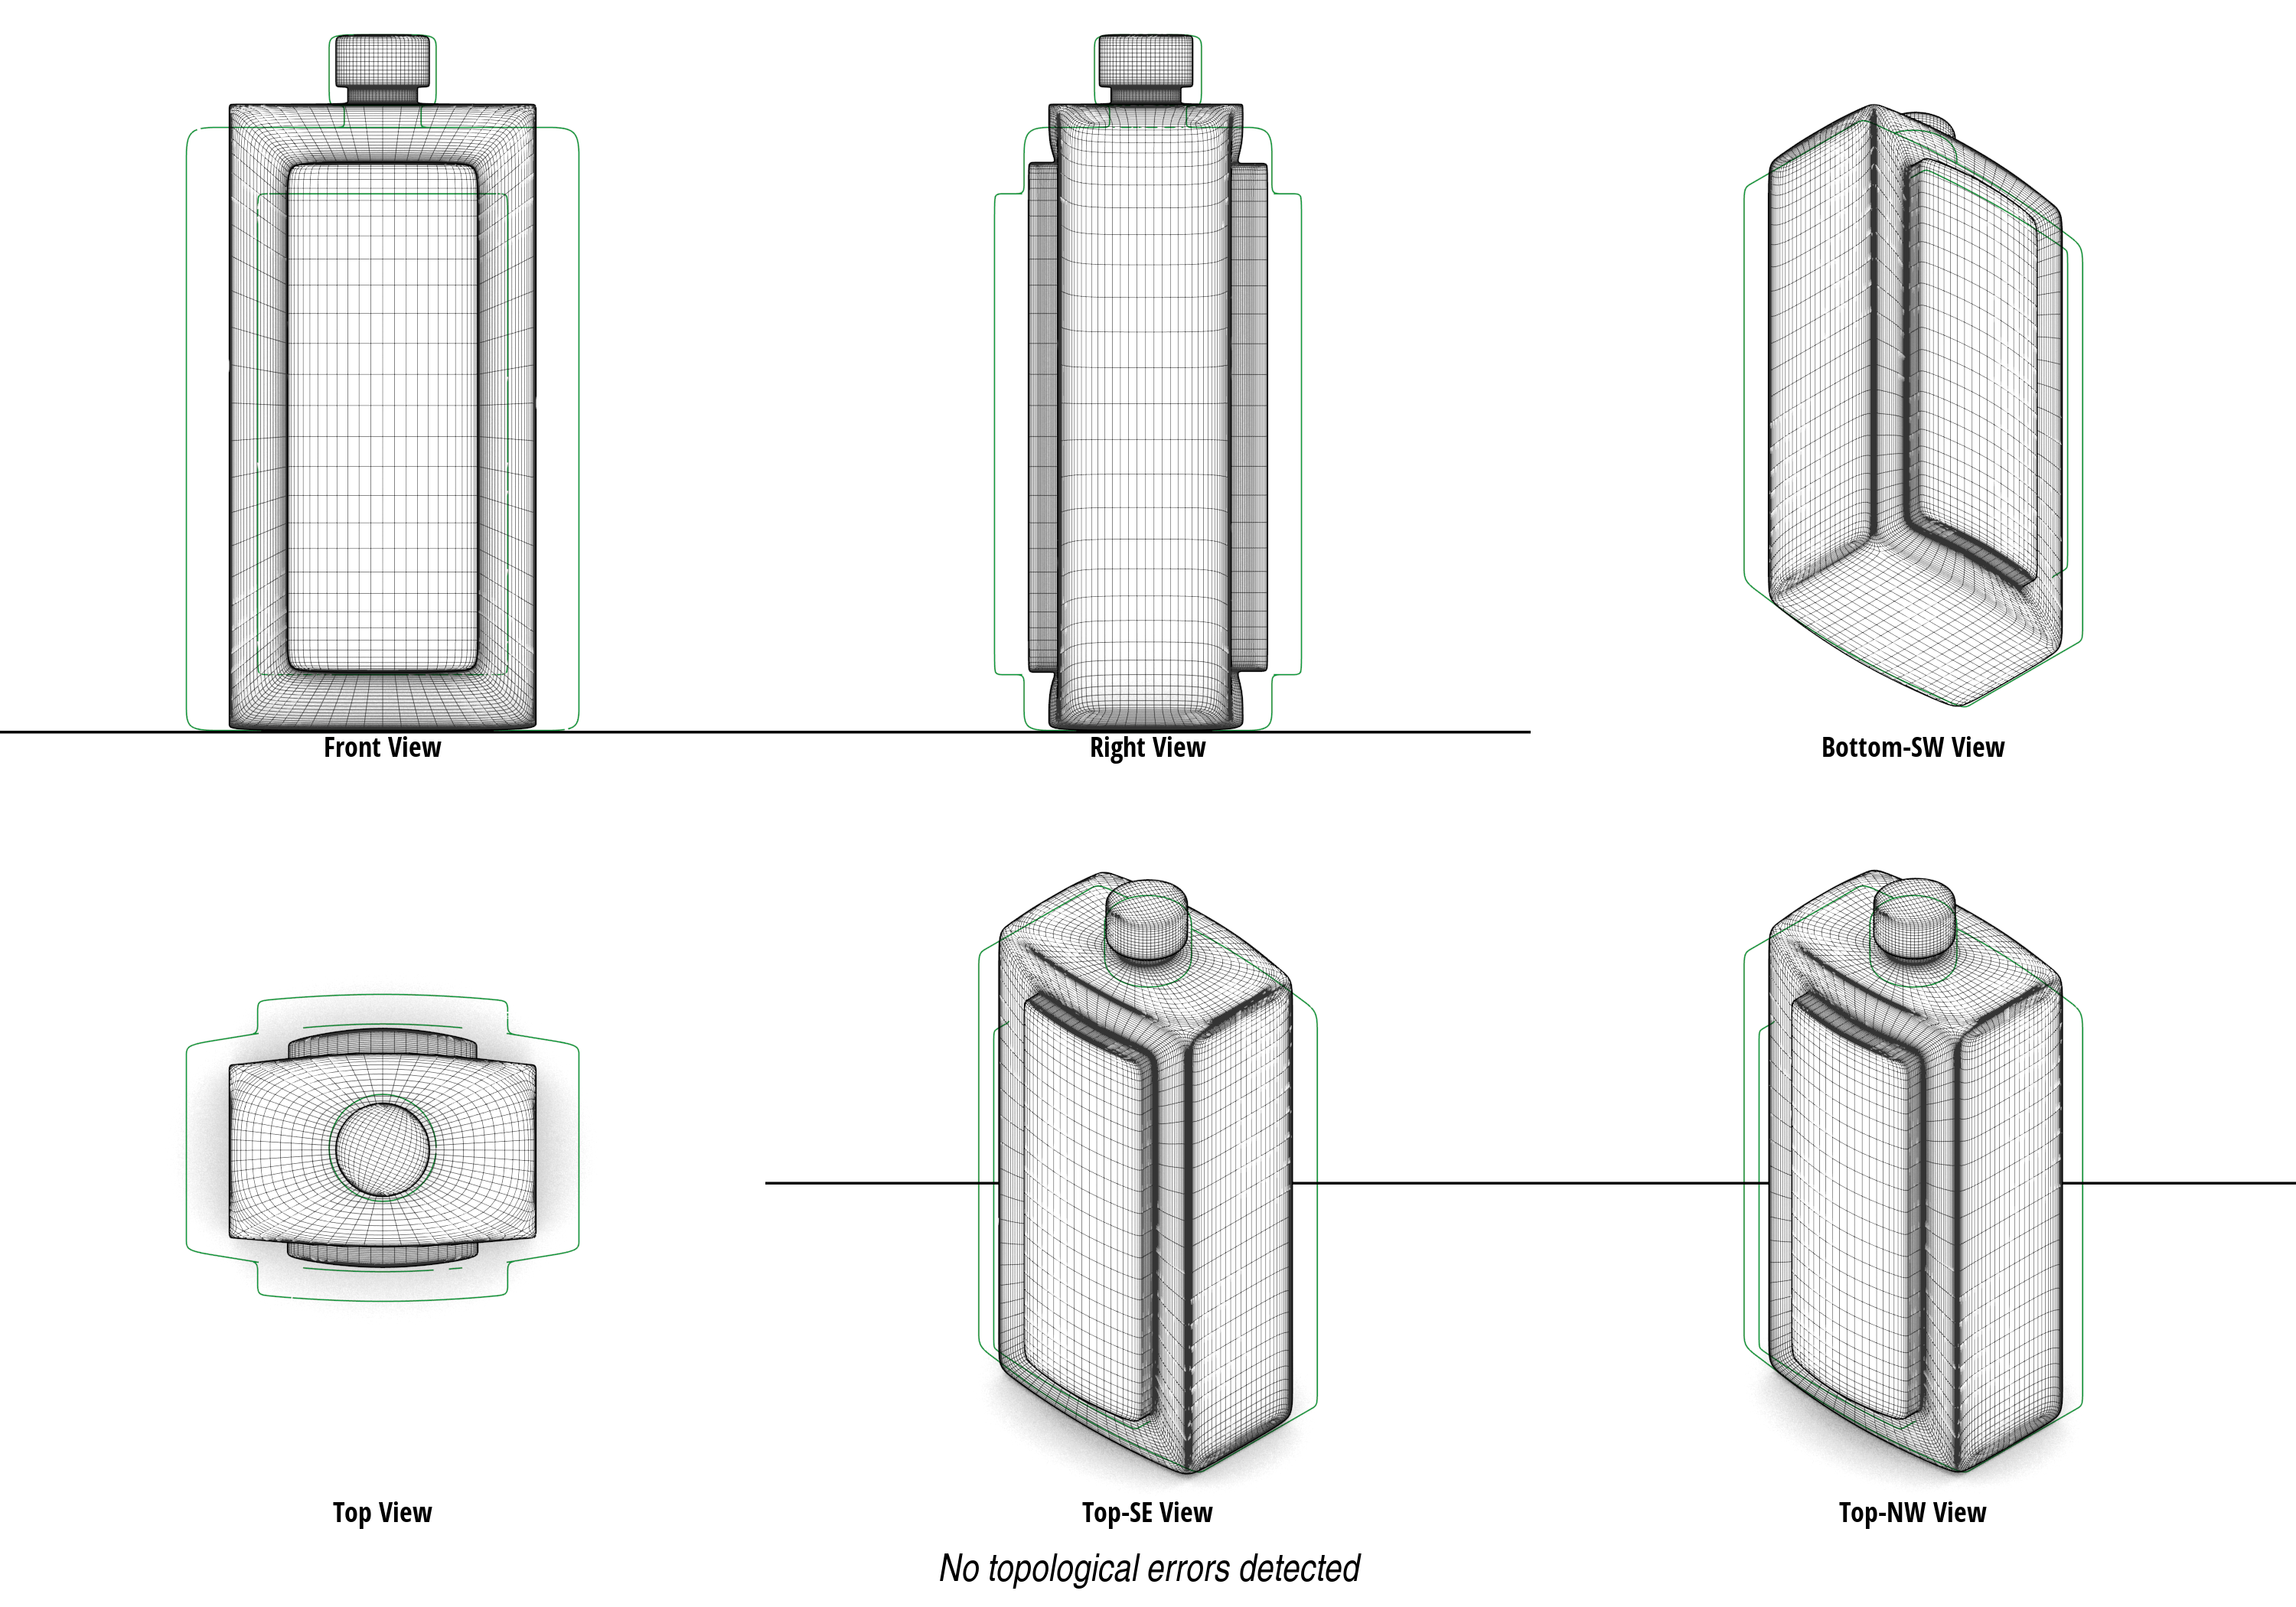 Front View
Right View
Bottom-SW View
Top View
Top-SE View
Top-NW View
No topological errors detected